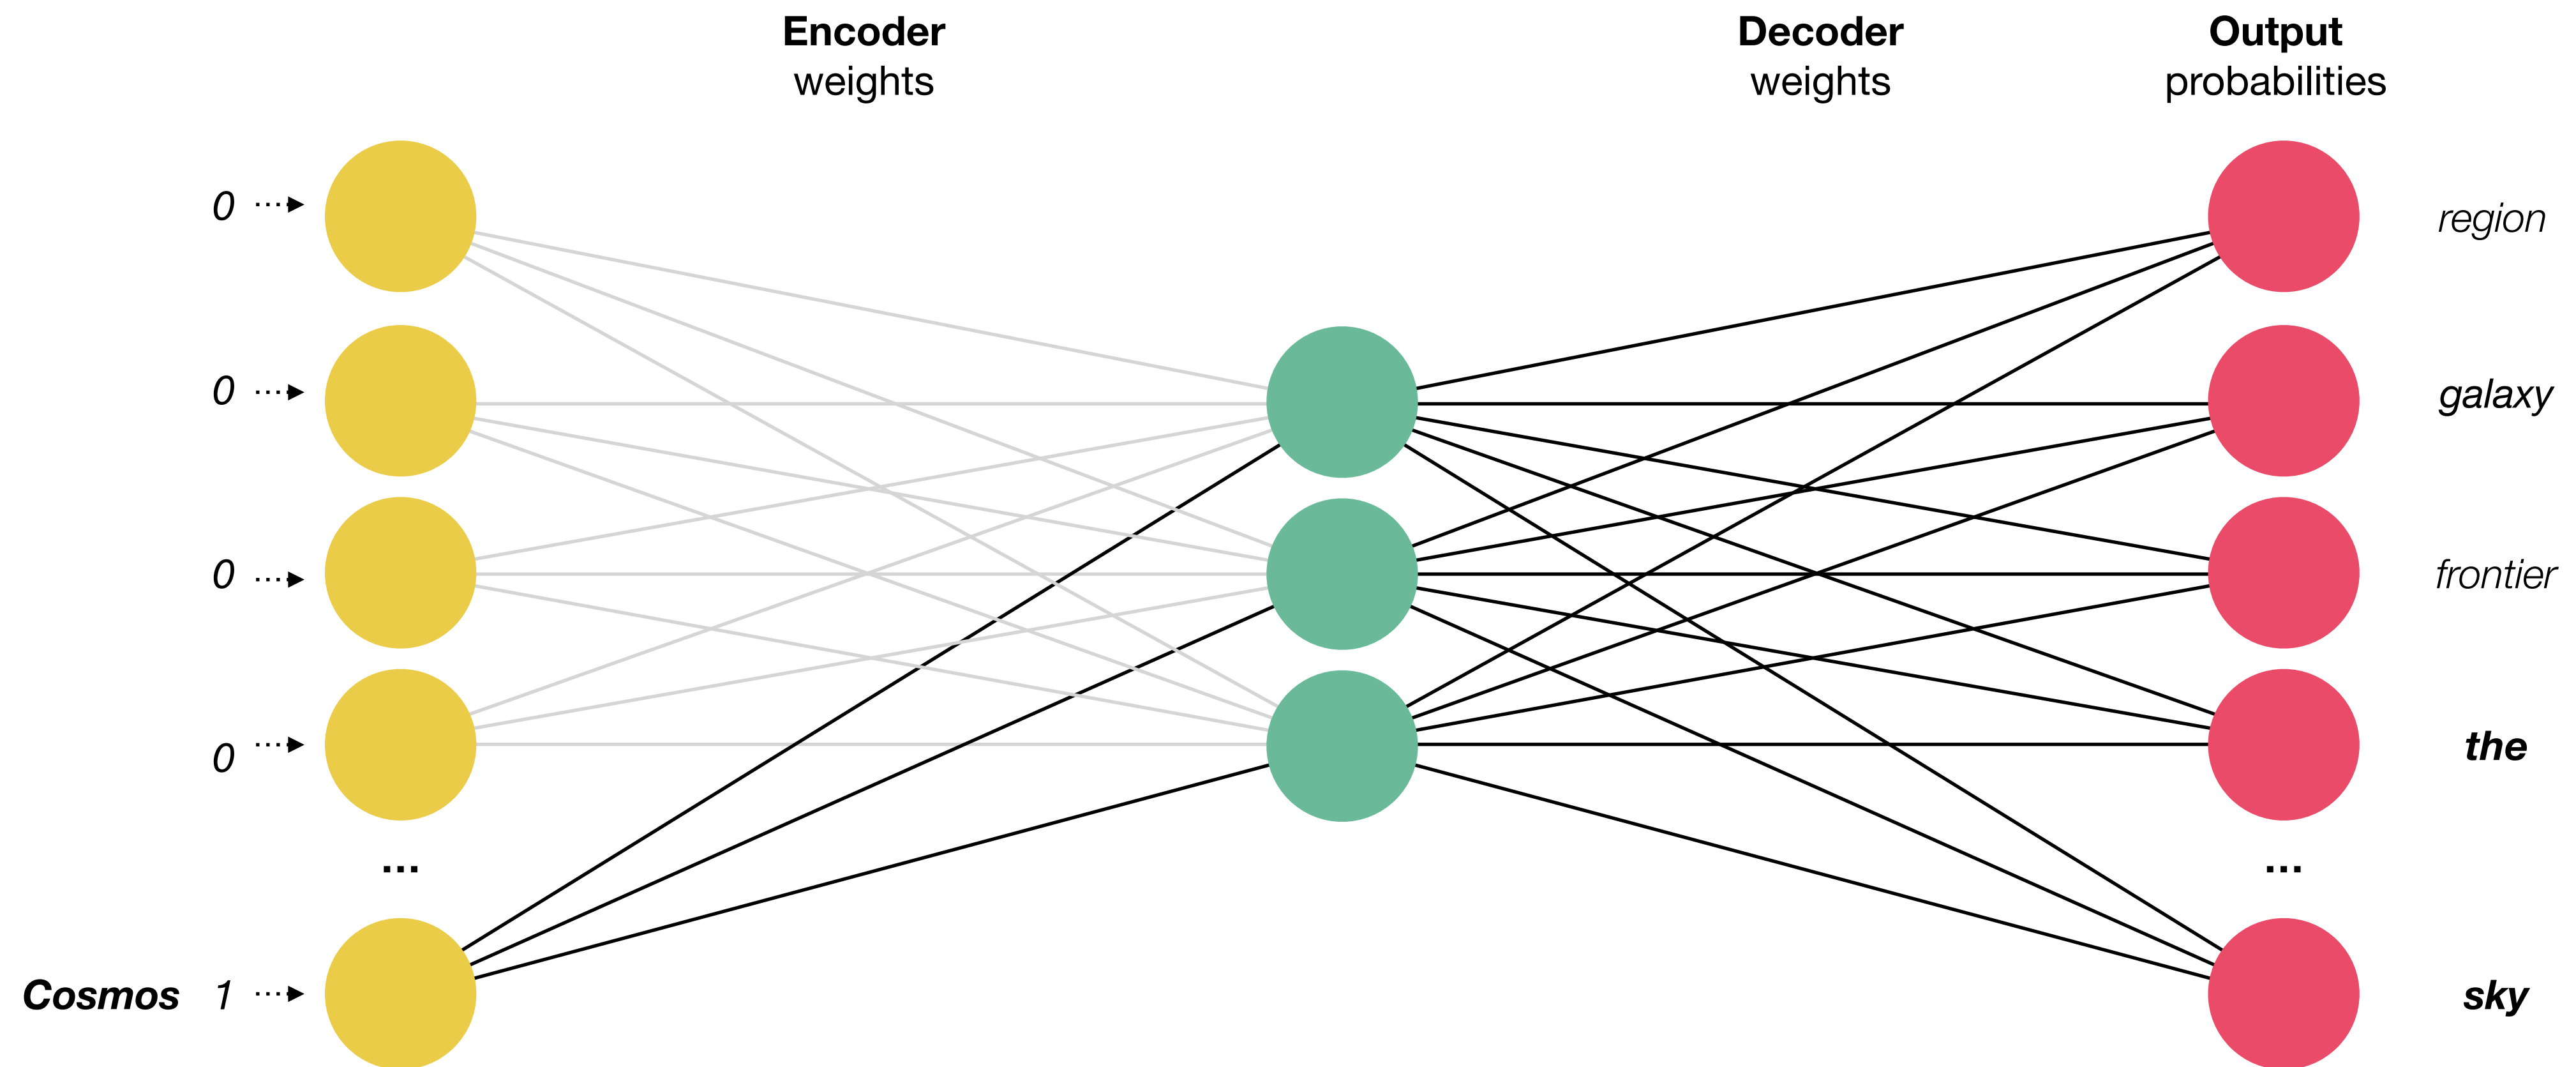 Encoder
weights
Decoder
weights
Output
probabilities
0
region
0
galaxy
0
frontier
0
the
...
...
Cosmos 1
sky